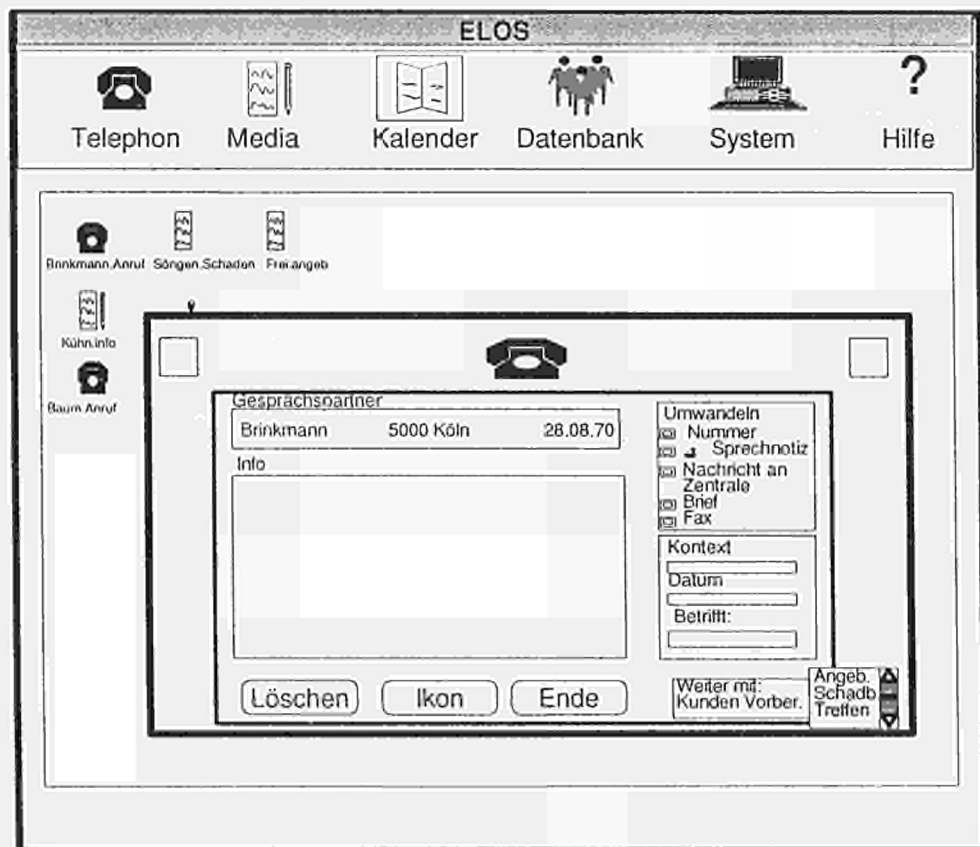 ELOS
Telephon Media Kalender Datenbank System Hilfe
?
Brinkmann.Anruf Söngen.Schaden Frei.angeb
Kühn.info
Baum.Anruf
Gesprächspartner
Brinkmann 5000 Köln 28.08.70
Info
Umwandeln
Nummer
Sprechnotiz
Nachricht an
Zentrale
Brief
Fax
Kontext
Datum
Betrifft:
Löschen Ikon Ende
Weiter mit:
Kunden Vorber.
Angeb.
Schadb
Treffen